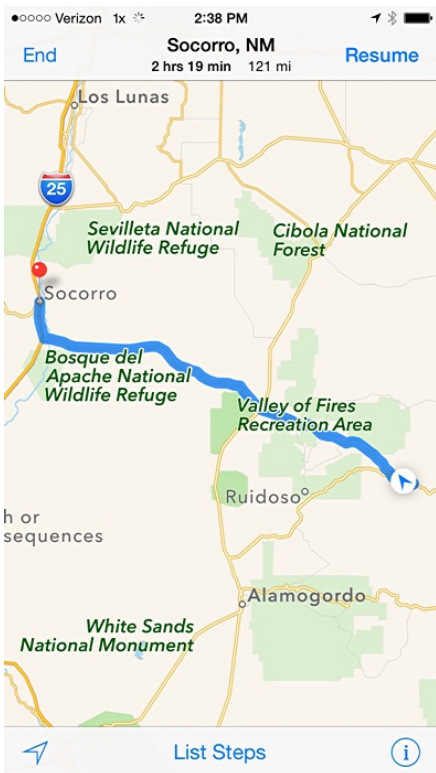 Verizon 1x 2:38 PM
End
Socorro, NM
2 hrs 19 min 121 mi
Resume
Los Lunas
25
Sevilleta National
Wildlife Refuge
Cibola National
Forest
Socorro
Bosque del
Apache National
Wildlife Refuge
Valley of Fires
Recreation Area
Ruidoso
h or
sequences
Alamogordo
White Sands
National Monument
List Steps
i